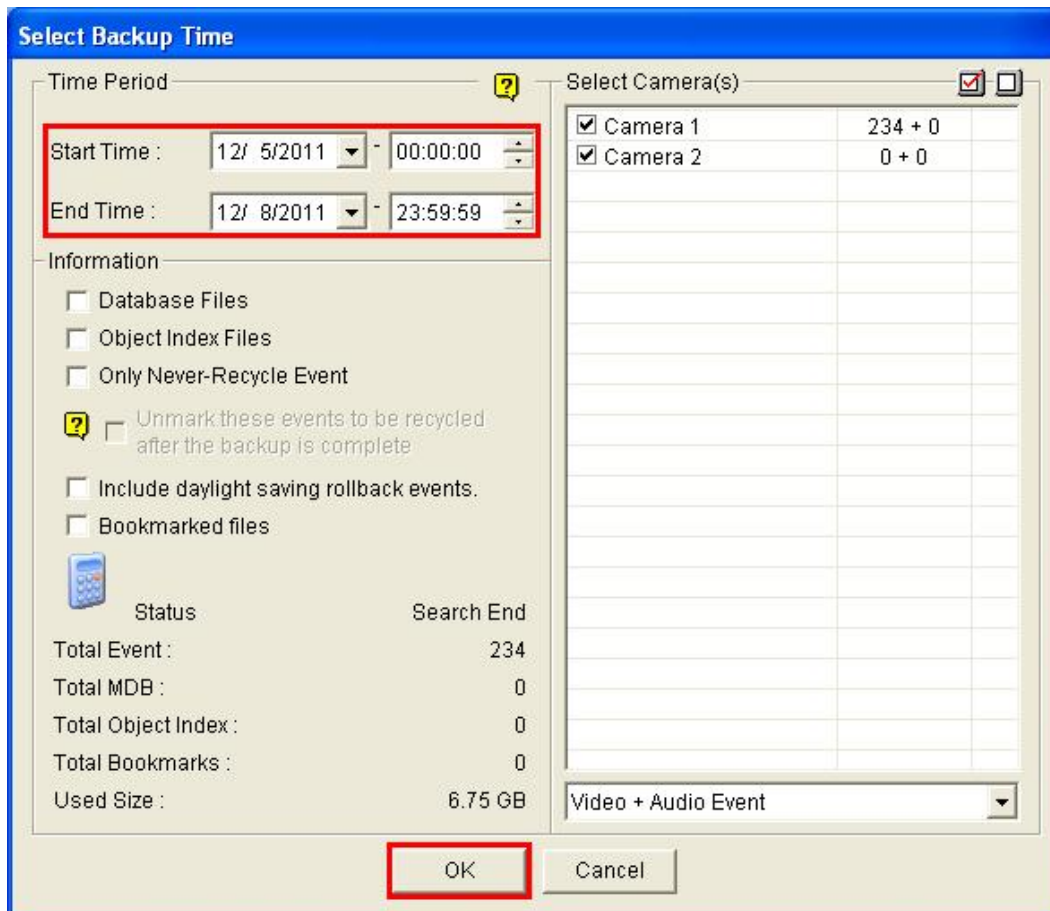 Select Backup Time
Time Period
?
Start Time :
12/ 5/2011 - 00:00:00
End Time :
12/ 8/2011 - 23:59:59
Information
Database Files
Object Index Files
Only Never-Recycle Event
?
Unmark these events to be recycled
after the backup is complete
Include daylight saving rollback events.
Bookmarked files
Status Search End
Total Event : 234
Total MDB : 0
Total Object Index : 0
Total Bookmarks : 0
Used Size : 6.75 GB
Select Camera(s)
Camera 1 234 + 0
Camera 2 0 + 0
Video + Audio Event
OK
Cancel